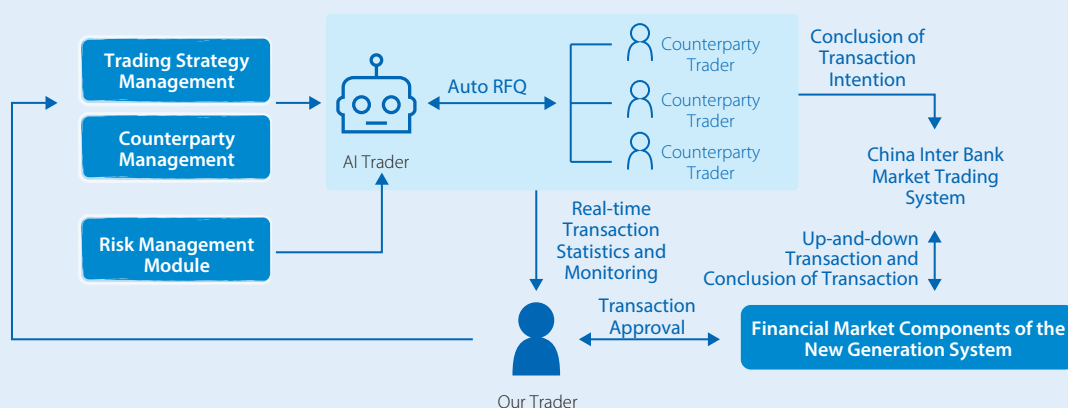 Trading Strategy
Management
Counterparty
Management
Risk Management
Module
AI Trader
Auto RFQ
Counterparty
Trader
Counterparty
Trader
Counterparty
Trader
Conclusion of
Transaction
Intention
China Inter Bank
Market Trading
System
Real-time
Transaction
Statistics and
Monitoring
Up-and-down
Transaction and
Conclusion of Transaction
Transaction
Approval
Financial Market Components of the
New Generation System
Our Trader